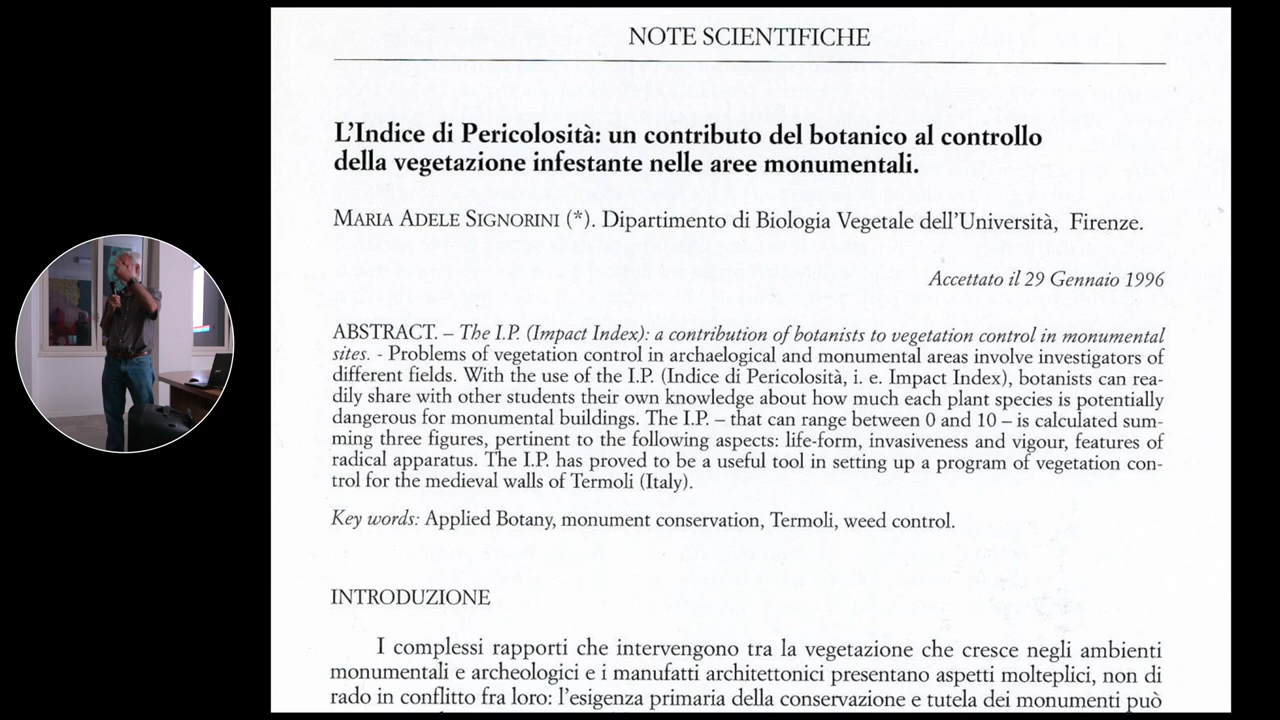 NOTE SCIENTIFICHE
L'Indice di Pericolosità: un contributo del botanico al controllo
della vegetazione infestante nelle aree monumentali.
MARIA ADELE SIGNORINI (*). Dipartimento di Biologia Vegetale dell'Università, Firenze.
Accettato il 29 Gennaio 1996
ABSTRACT. – The I.P. (Impact Index): a contribution of botanists to vegetation control in monumental
sites. - Problems of vegetation control in archaelogical and monumental areas involve investigators of
different fields. With the use of the I.P. (Indice di Pericolosità, i. e. Impact Index), botanists can rea-
dily share with other students their own knowledge about how much each plant species is potentially
dangerous for monumental buildings. The I.P. – that can range between 0 and 10 – is calculated sum-
ming three figures, pertinent to the following aspects: life-form, invasiveness and vigour, features of
radical apparatus. The I.P. has proved to be a useful tool in setting up a program of vegetation con-
trol for the medieval walls of Termoli (Italy).
Key words: Applied Botany, monument conservation, Termoli, weed control.
INTRODUZIONE
I complessi rapporti che intervengono tra la vegetazione che cresce negli ambienti
monumentali e archeologici e i manufatti architettonici presentano aspetti molteplici, non di
rado in conflitto fra loro: l'esigenza primaria della conservazione e tutela dei monumenti può